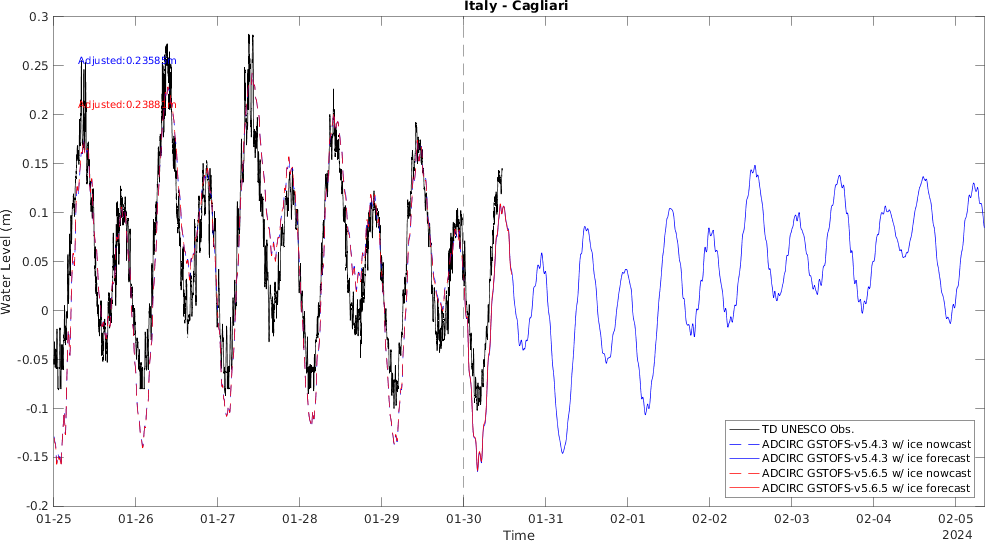 Italy - Cagliari
0.3
0.25
0.2
0.15
0.1
0.05
0
-0.05
-0.1
-0.15
-0.2
Water Level (m)
Adjusted:0.23585m
Adjusted:0.2388
TD UNESCO Obs.
ADCIRC GSTOFS-v5.4.3 w/ ice nowcast
ADCIRC GSTOFS-v5.4.3 w/ ice forecast
ADCIRC GSTOFS-v5.6.5 w/ ice nowcast
ADCIRC GSTOFS-v5.6.5 w/ ice forecast
01-25 01-26 01-27 01-28 01-29 01-30 01-31 02-01 02-02 02-03 02-04 02-05
Time
2024